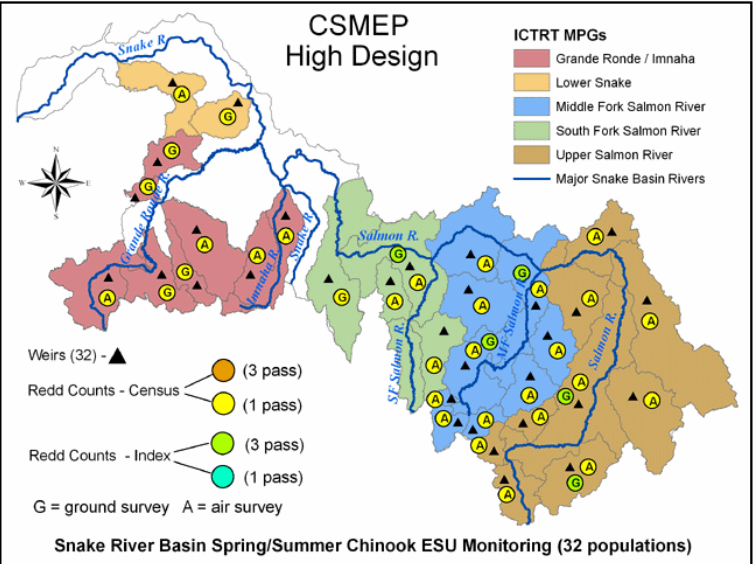 CSMEP
High Design
ICTRT MPGs
Grande Ronde / Imnaha
Lower Snake
Middle Fork Salmon River
South Fork Salmon River
Upper Salmon River
Major Snake Basin Rivers
Snake R
A
G
G
G
N
W E
S
Grande Ronde R.
Imnaha R.
Snake R
A
A
A
G
G
A
Salmon R.
G
A
A
G
A
A
SF Salmon R.
A
G
A
A
G
MF Salmon R.
A
A
A
A
A
A
A
A
A
A
Salmon R.
A
G
A
A
A
G
A
Weirs (32) -
Redd Counts - Census
(3 pass)
(1 pass)
Redd Counts - Index
(3 pass)
(1 pass)
G = ground survey A = air survey
Snake River Basin Spring/Summer Chinook ESU Monitoring (32 populations)